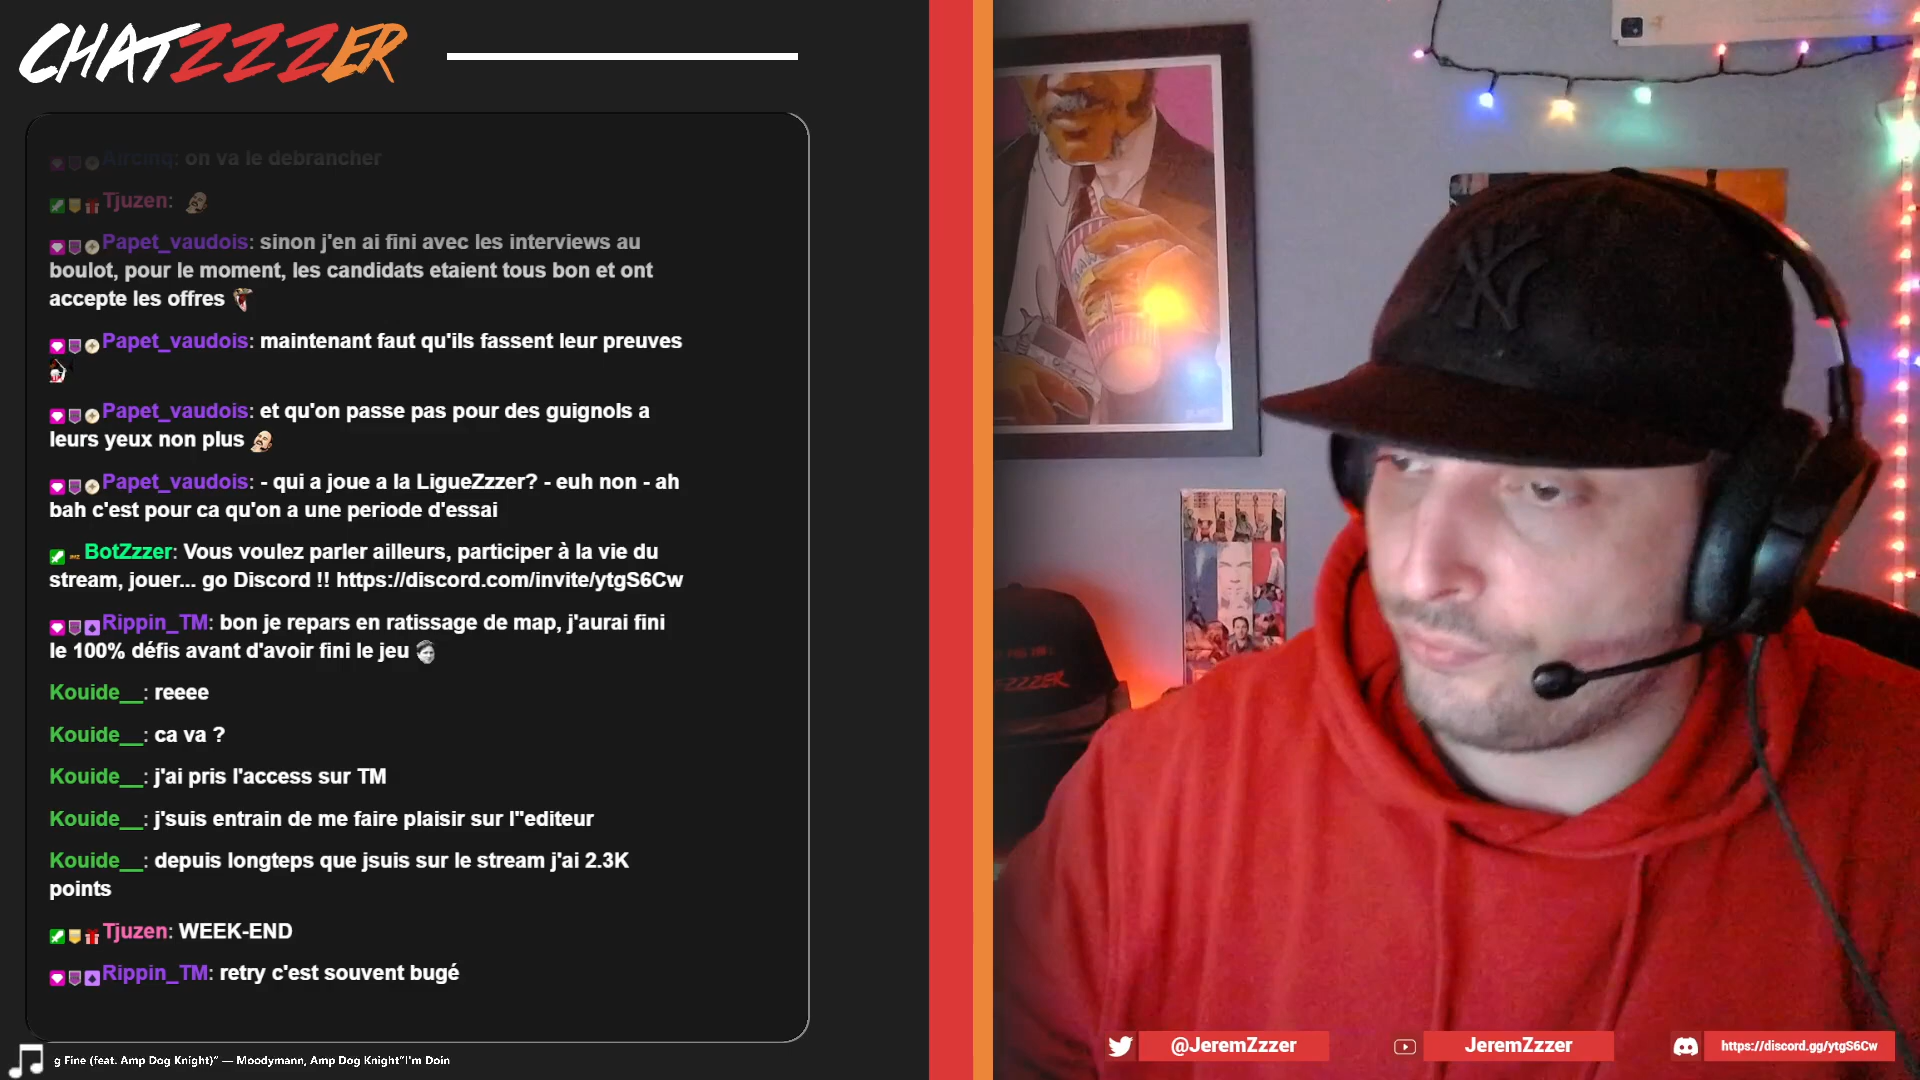 CHATZZZER
Aircmq: on va le debrancher
Tjuzen:
Papet_vaudois: sinon j'en ai fini avec les interviews au
boulot, pour le moment, les candidats etaient tous bon et ont
accepte les offres
Papet_vaudois: maintenant faut qu'ils fassent leur preuves
Papet_vaudois: et qu'on passe pas pour des guignols a
leurs yeux non plus
Papet_vaudois: - qui a joue a la LigueZzzer? - euh non - ah
bah c'est pour ca qu'on a une periode d'essai
BotZzzer: Vous voulez parler ailleurs, participer à la vie du
stream, jouer... go Discord !! https://discord.com/invite/ytgS6Cw
Rippin_TM: bon je repars en ratissage de map, j'aurai fini
le 100% défis avant d'avoir fini le jeu
Kouide__: reeee
Kouide__: ca va ?
Kouide__: j'ai pris l'access sur TM
Kouide__: j'suis entrain de me faire plaisir sur l"editeur
Kouide__: depuis longteps que jsuis sur le stream j'ai 2.3K
points
Tjuzen: WEEK-END
Rippin_TM: retry c'est souvent bugé
g Fine (feat. Amp Dog Knight)" — Moodymann, Amp Dog Knight"I'm Doin
NY
ZZZER
@JeremZzzer
JeremZzzer
https://discord.gg/ytgS6Cw